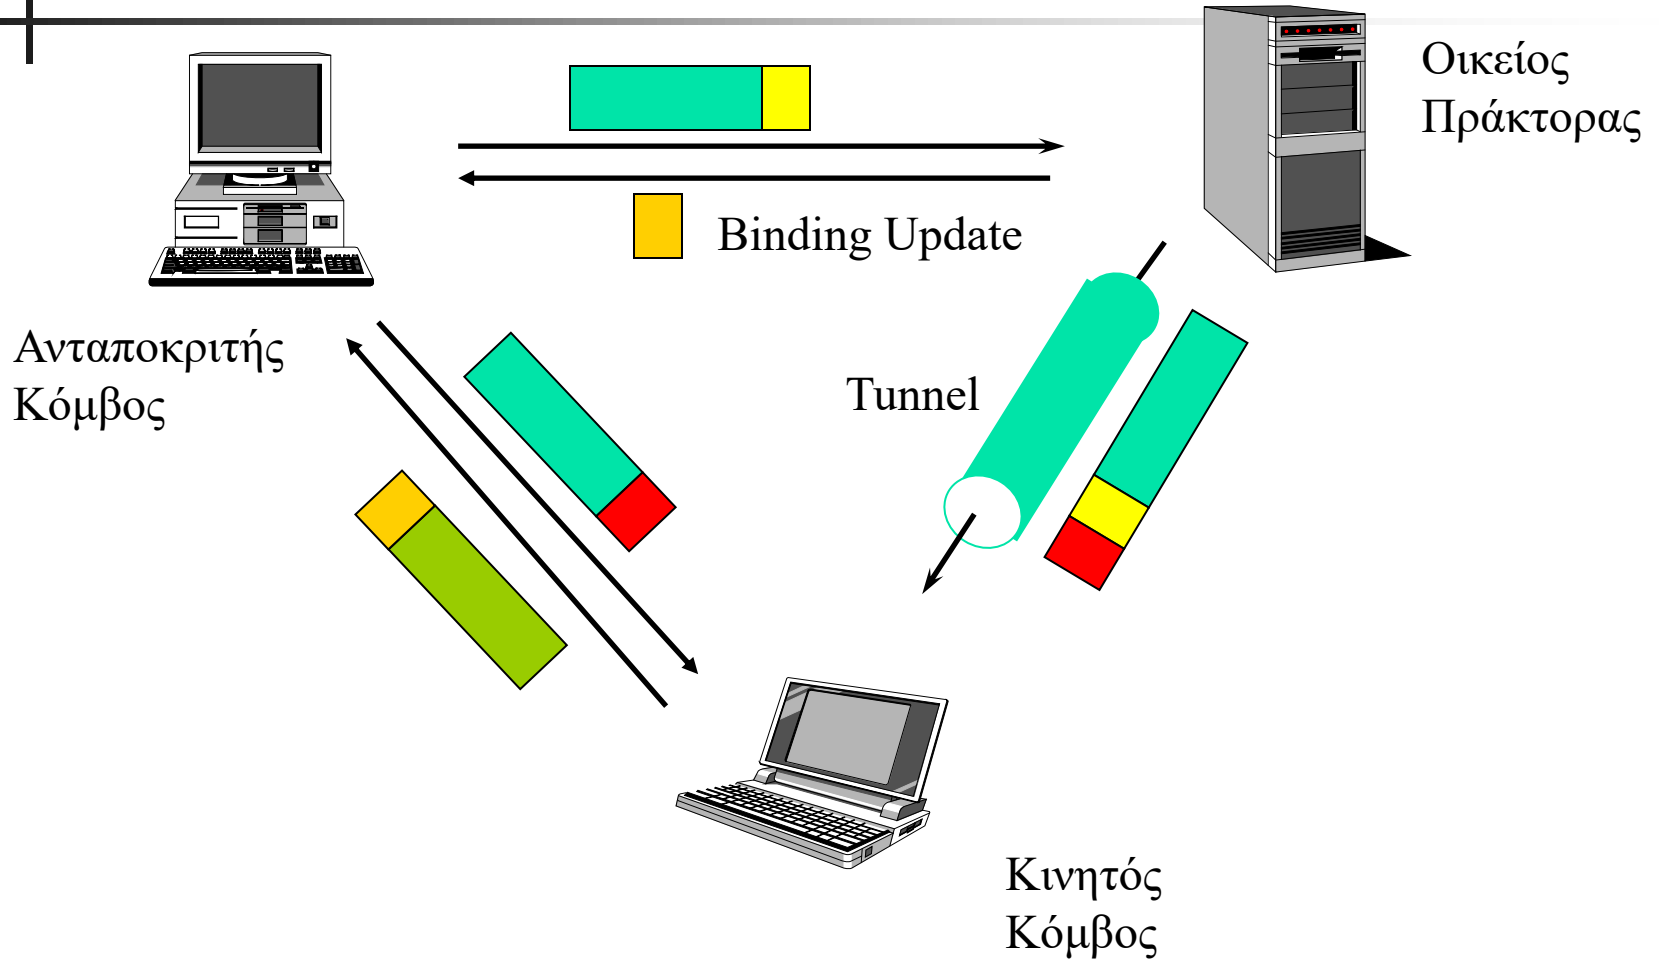 Οικείος
Πράκτορας
Binding Update
Ανταποκριτής
Κόμβος
Tunnel
Κινητός
Κόμβος